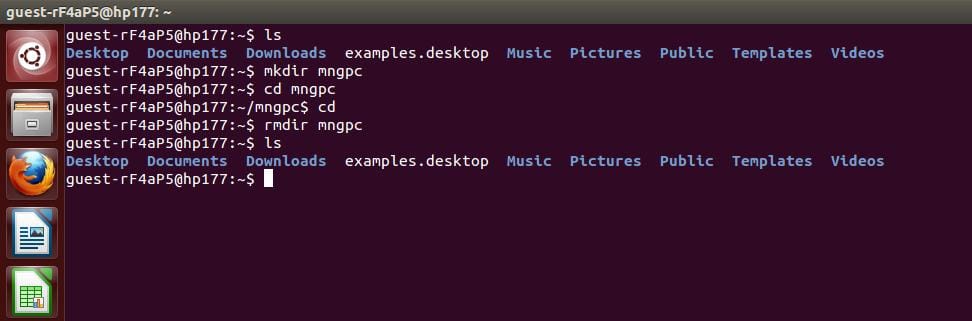 guest-rF4aP5@hp177: ~
guest-rF4aP5@hp177:~$ ls
Desktop  Documents  Downloads  examples.desktop  Music  Pictures  Public  Templates  Videos
guest-rF4aP5@hp177:~$ mkdir mngpc
guest-rF4aP5@hp177:~$ cd mngpc
guest-rF4aP5@hp177:~/mngpc$ cd
guest-rF4aP5@hp177:~$ rmdir mngpc
guest-rF4aP5@hp177:~$ ls
Desktop  Documents  Downloads  examples.desktop  Music  Pictures  Public  Templates  Videos
guest-rF4aP5@hp177:~$